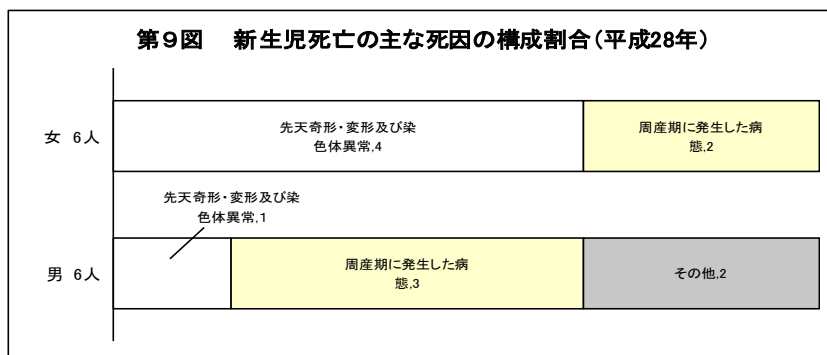 第9図　新生児死亡の主な死因の構成割合(平成28年)
女 6人
先天奇形・変形及び染
色体異常,4
周産期に発生した病
態,2
先天奇形・変形及び染
色体異常,1
男 6人
周産期に発生した病
態,3
その他,2